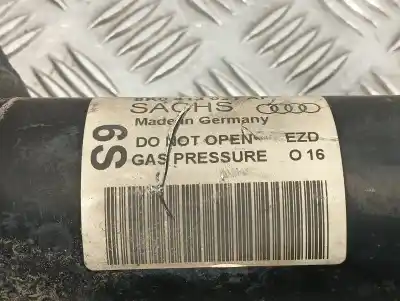 SACHS
Made in Germany
DO NOT OPEN EZD
GAS PRESSURE O 16
S9